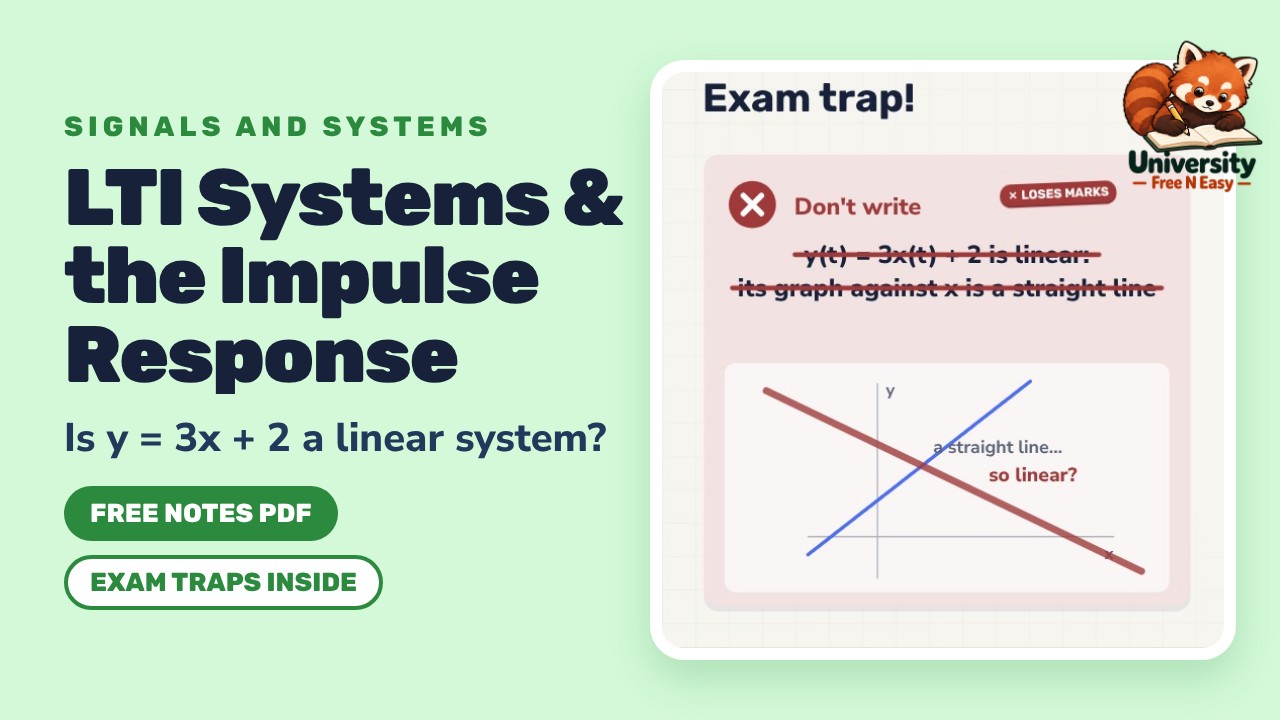 SIGNALS AND SYSTEMS
LTI Systems &
the Impulse
Response
Is y = 3x + 2 a linear system?
FREE NOTES PDF
EXAM TRAPS INSIDE
Exam trap!
Don't write
× LOSES MARKS
y(t) = 3x(t) + 2 is linear:
its graph against x is a straight line
y
a straight line...
so linear?
x
University
Free N Easy